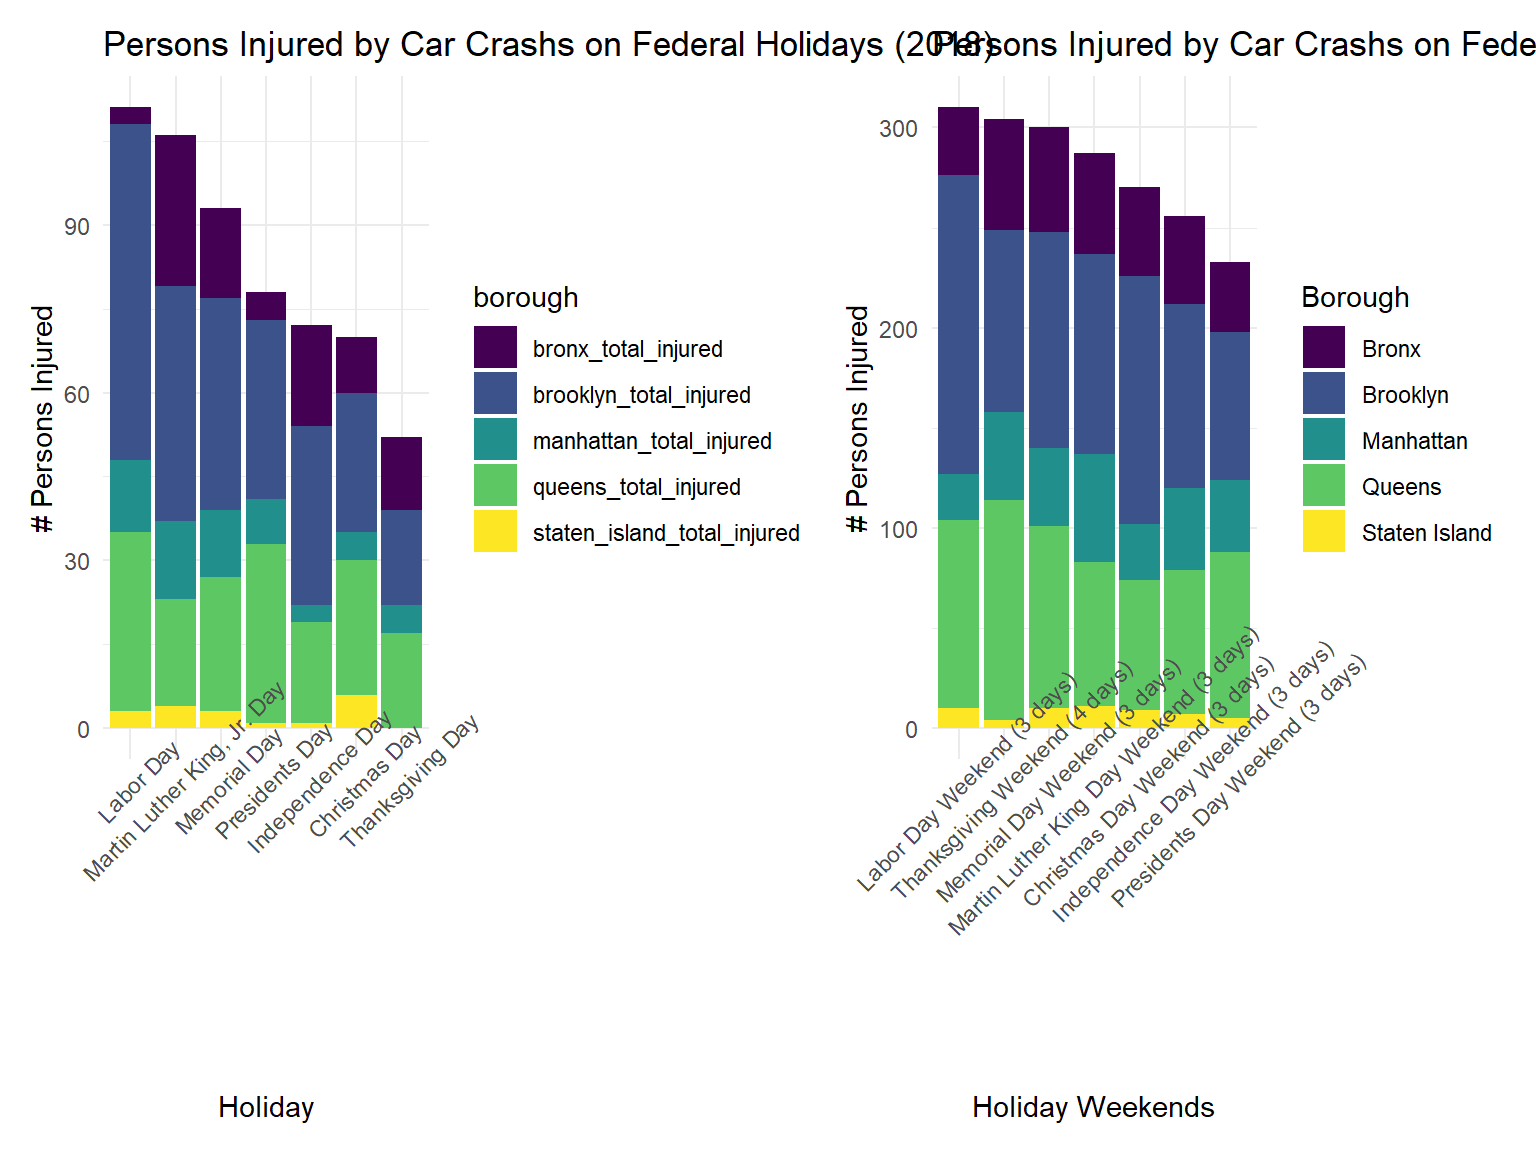 Persons Injured by Car Crashs on Federal Holidays (2018)
# Persons Injured
90
60
30
0
Labor Day
Martin Luther King, Jr. Day
Memorial Day
Presidents Day
Independence Day
Christmas Day
Thanksgiving Day
Holiday
borough
bronx_total_injured
brooklyn_total_injured
manhattan_total_injured
queens_total_injured
staten_island_total_injured
Persons Injured by Car Crashs on Fede
# Persons Injured
300
200
100
0
Labor Day Weekend (3 days)
Thanksgiving Weekend (4 days)
Memorial Day Weekend (3 days)
Martin Luther King Day Weekend (3 days)
Christmas Day Weekend (3 days)
Independence Day Weekend (3 days)
Presidents Day Weekend (3 days)
Holiday Weekends
Borough
Bronx
Brooklyn
Manhattan
Queens
Staten Island